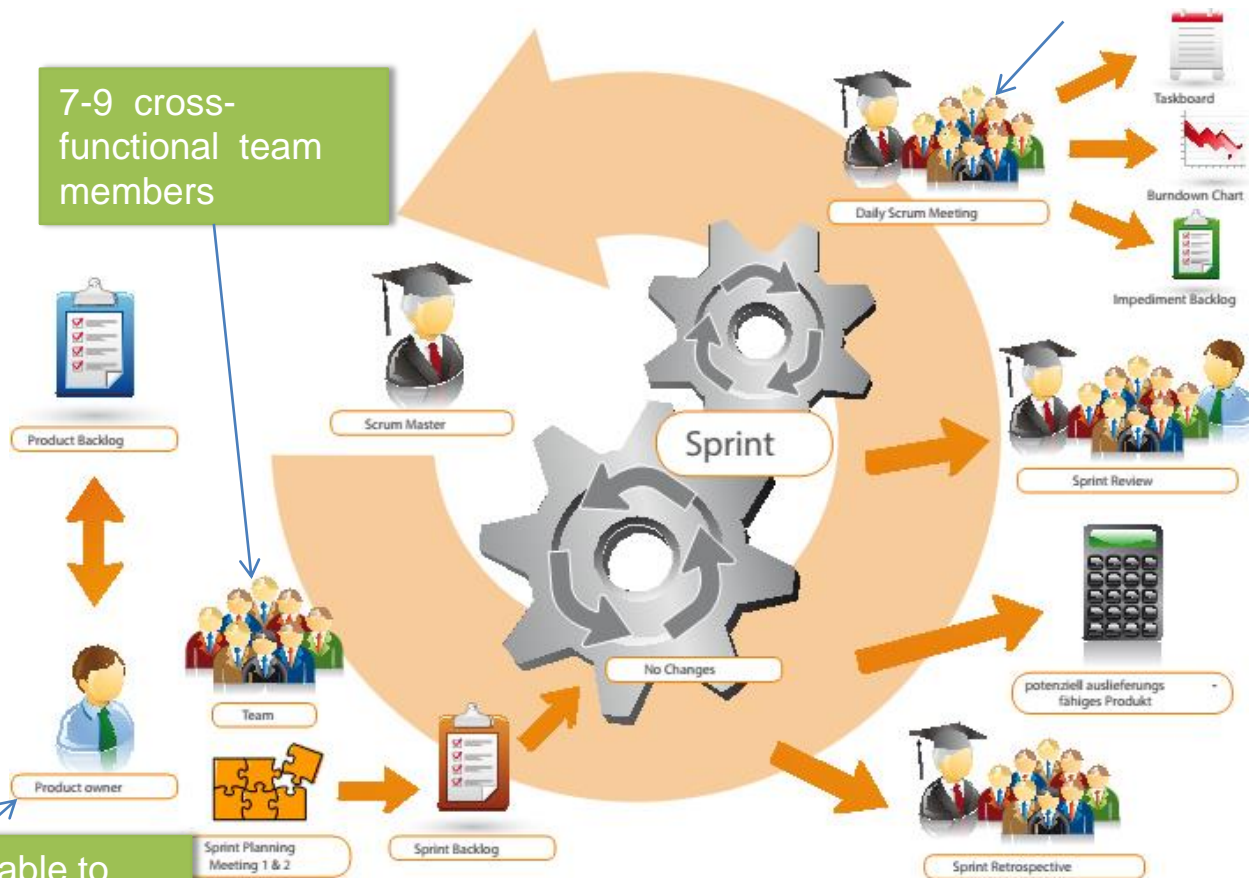 7-9 cross-
functional team
members
Taskboard
Burndown Chart
Daily Scrum Meeting
Impediment Backlog
Scrum Master
Product Backlog
Sprint
Sprint Review
No Changes
potenziell auslieferungs -
fähiges Produkt
Team
Product owner
able to
Sprint Planning
Meeting 1 & 2
Sprint Backlog
Sprint Retrospective